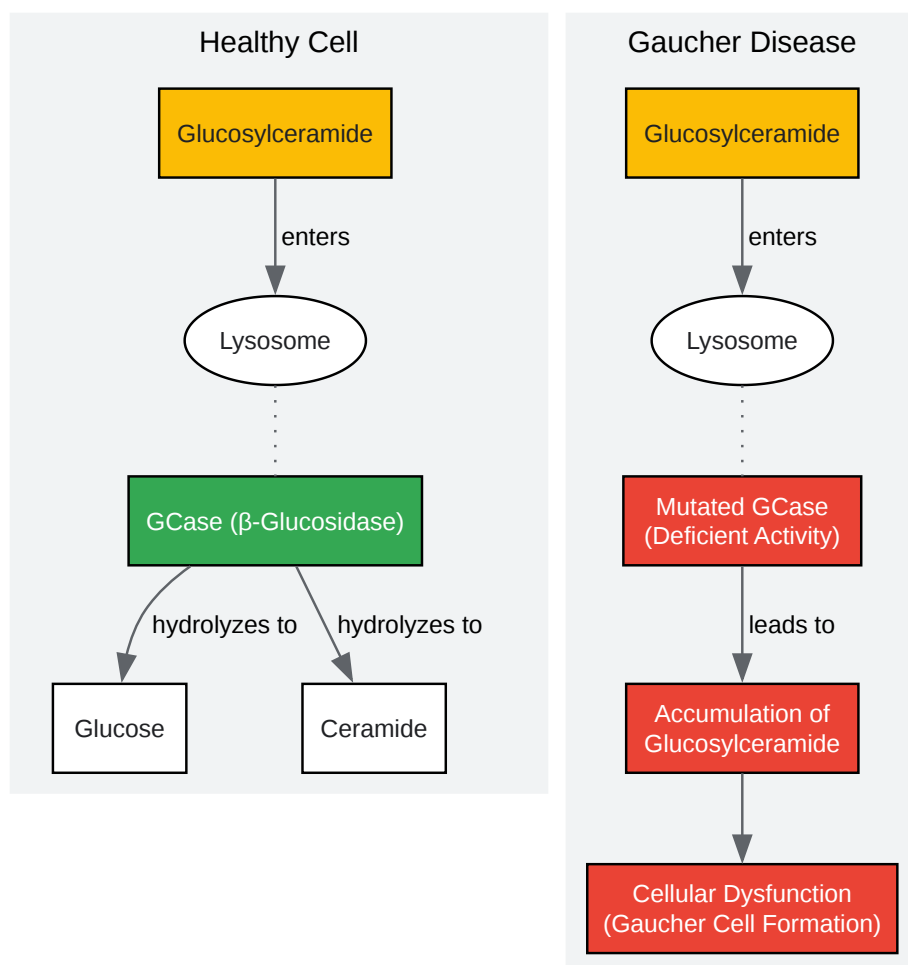 Healthy Cell
Glucosylceramide
enters
Lysosome
GCase (β-Glucosidase)
hydrolyzes to
hydrolyzes to
Glucose
Ceramide
Gaucher Disease
Glucosylceramide
enters
Lysosome
Mutated GCase
(Deficient Activity)
leads to
Accumulation of
Glucosylceramide
Cellular Dysfunction
(Gaucher Cell Formation)